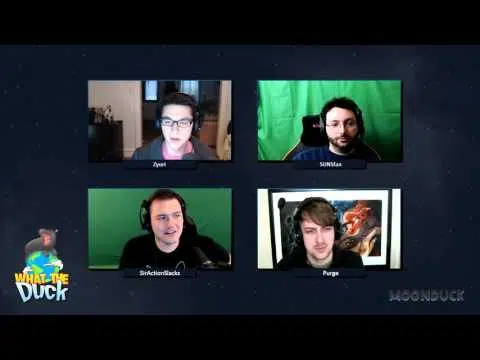 Zyori
SUNSfan
SirActionSlacks
Purge
WHAT THE
DUCK
MOONDUCK